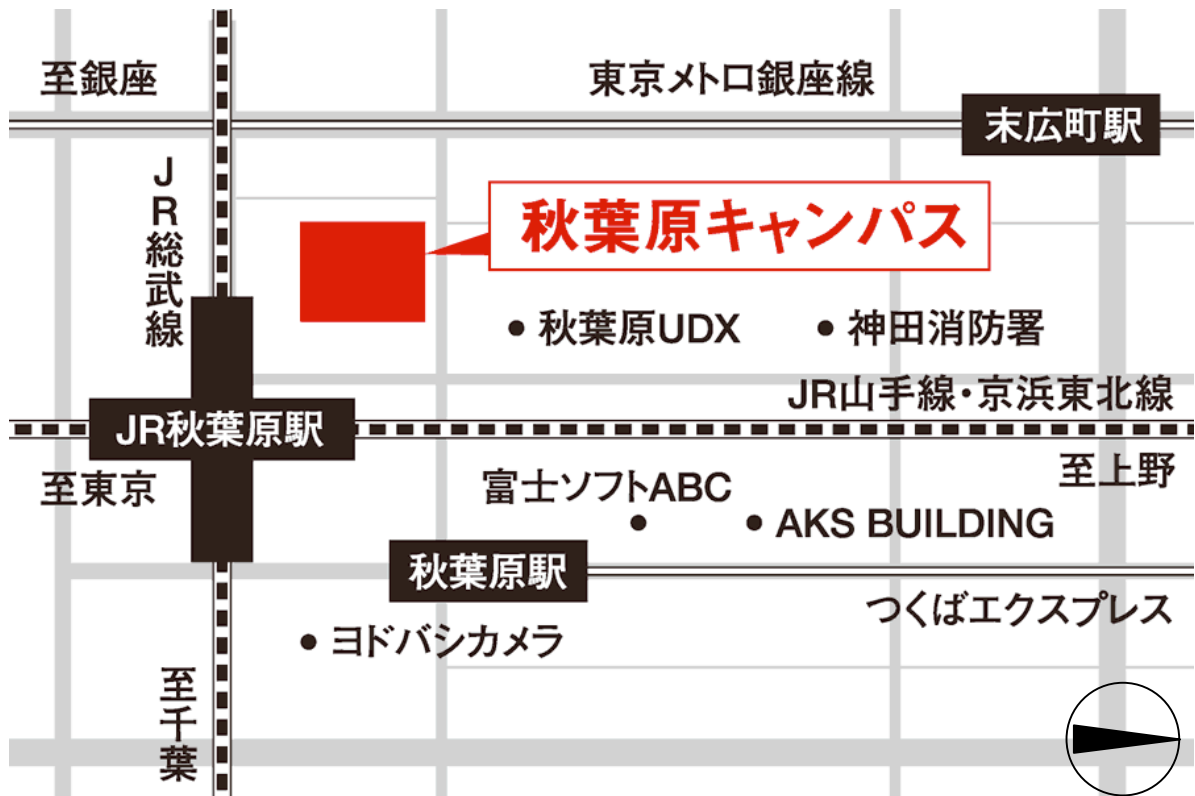 至銀座
東京メトロ銀座線
末広町駅
JR総武線
秋葉原キャンパス
秋葉原UDX
神田消防署
JR山手線・京浜東北線
JR秋葉原駅
至東京
至上野
富士ソフトABC
AKS BUILDING
秋葉原駅
つくばエクスプレス
ヨドバシカメラ
至千葉